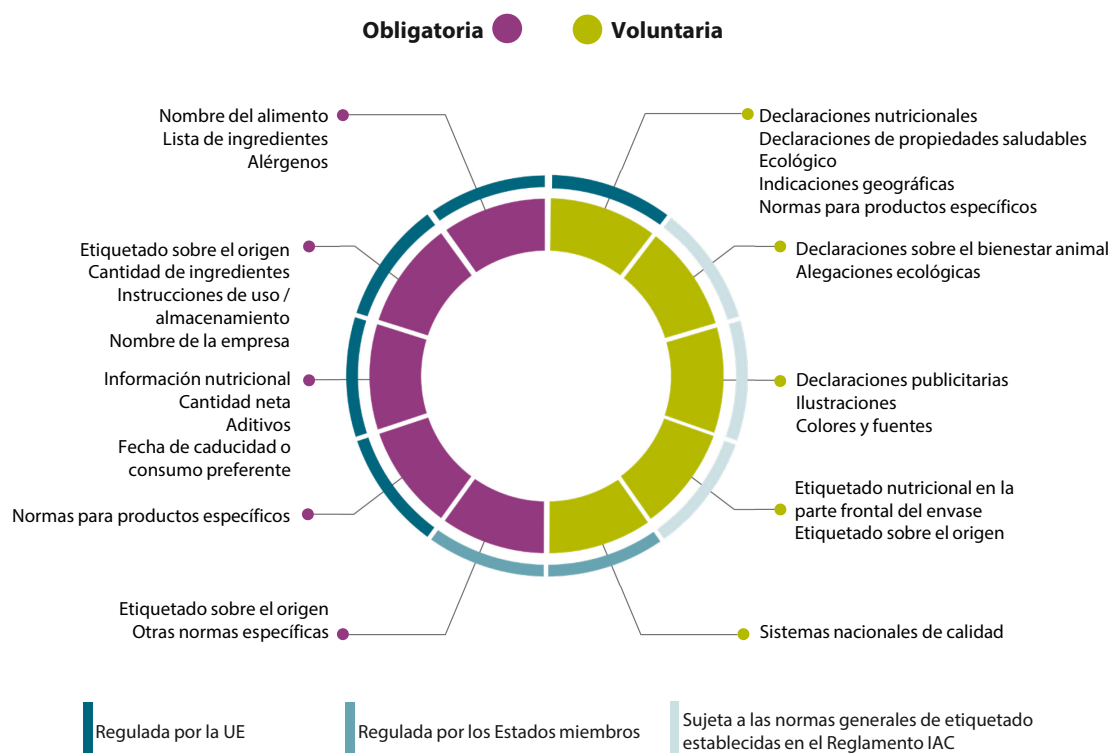 Obligatoria
Voluntaria
Nombre del alimento
Lista de ingredientes
Alérgenos
Etiquetado sobre el origen
Cantidad de ingredientes
Instrucciones de uso /
almacenamiento
Nombre de la empresa
Información nutricional
Cantidad neta
Aditivos
Fecha de caducidad o
consumo preferente
Normas para productos específicos
Etiquetado sobre el origen
Otras normas específicas
Declaraciones nutricionales
Declaraciones de propiedades saludables
Ecológico
Indicaciones geográficas
Normas para productos específicos
Declaraciones sobre el bienestar animal
Alegaciones ecológicas
Declaraciones publicitarias
Ilustraciones
Colores y fuentes
Etiquetado nutricional en la
parte frontal del envase
Etiquetado sobre el origen
Sistemas nacionales de calidad
Regulada por la UE
Regulada por los Estados miembros
Sujeta a las normas generales de etiquetado
establecidas en el Reglamento IAC